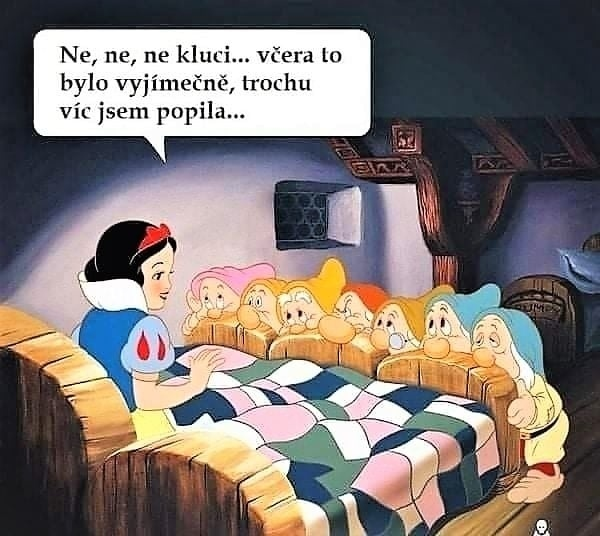 Ne, ne, ne kluci... včera to
bylo vyjímečně, trochu
víc jsem popila...